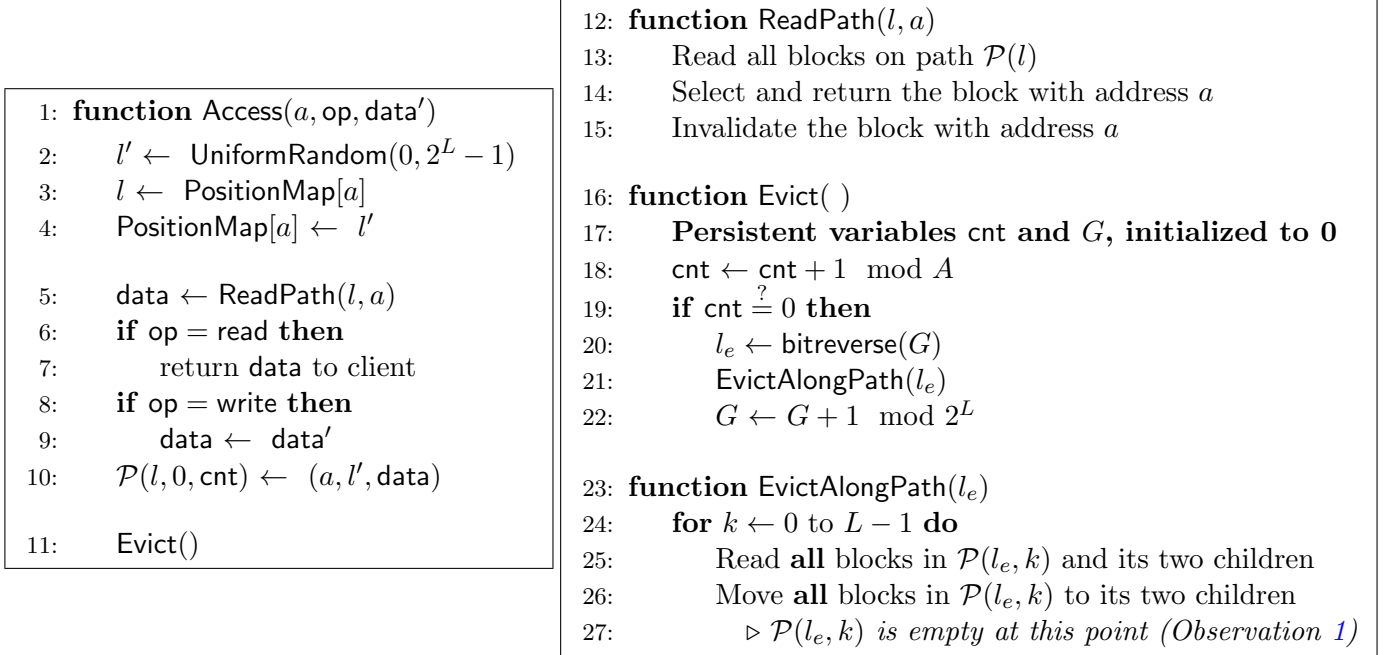 1: function Access(a, op, data′)
2: l′ ← UniformRandom(0, 2^L − 1)
3: l ← PositionMap[a]
4: PositionMap[a] ← l′
5: data ← ReadPath(l, a)
6: if op = read then
7: return data to client
8: if op = write then
9: data ← data′
10: 𝒫(l, 0, cnt) ← (a, l′, data)
11: Evict()
12: function ReadPath(l, a)
13: Read all blocks on path 𝒫(l)
14: Select and return the block with address a
15: Invalidate the block with address a
16: function Evict( )
17: Persistent variables cnt and G, initialized to 0
18: cnt ← cnt + 1 mod A
19: if cnt ≟ 0 then
20: l_e ← bitreverse(G)
21: EvictAlongPath(l_e)
22: G ← G + 1 mod 2^L
23: function EvictAlongPath(l_e)
24: for k ← 0 to L − 1 do
25: Read all blocks in 𝒫(l_e, k) and its two children
26: Move all blocks in 𝒫(l_e, k) to its two children
27: ▷ 𝒫(l_e, k) is empty at this point (Observation 1)